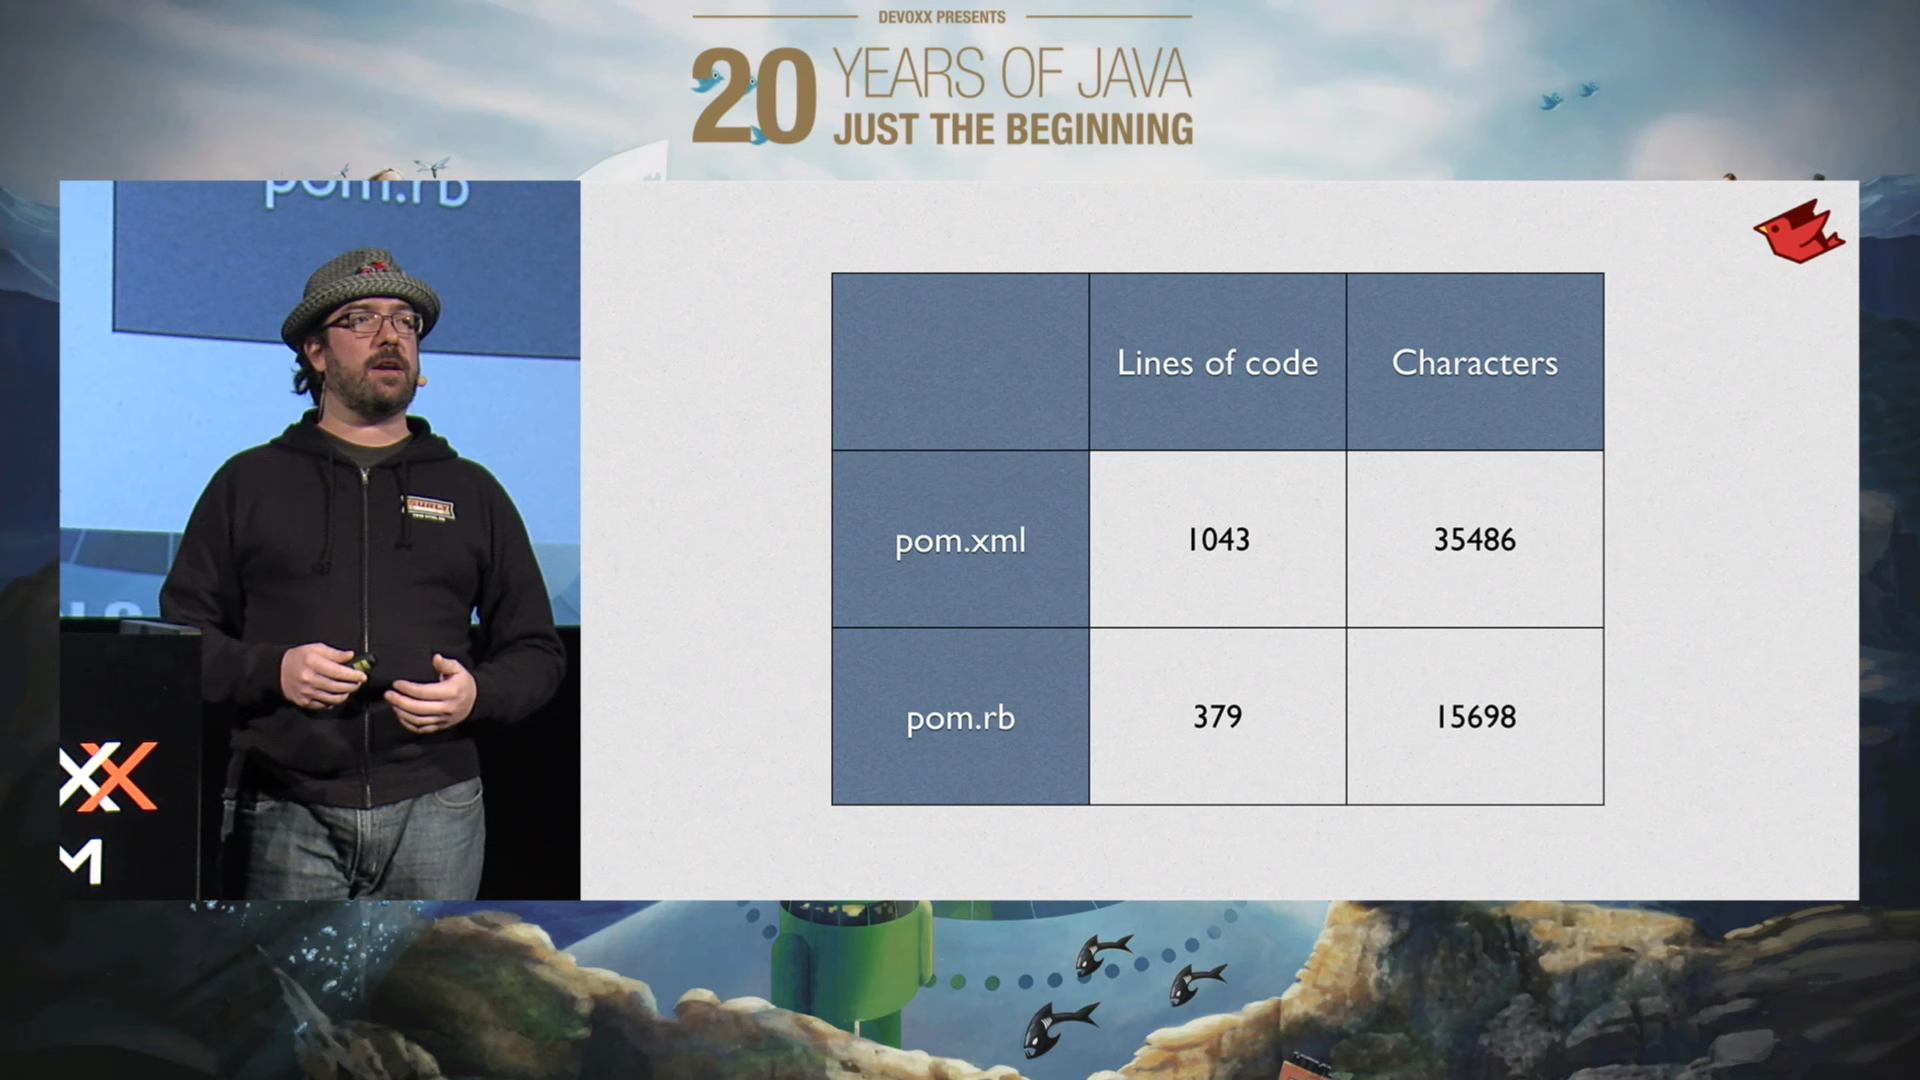 DEVOXX PRESENTS
20 YEARS OF JAVA
JUST THE BEGINNING
pom.rb
XX
M
Lines of code Characters
pom.xml 1043 35486
pom.rb 379 15698